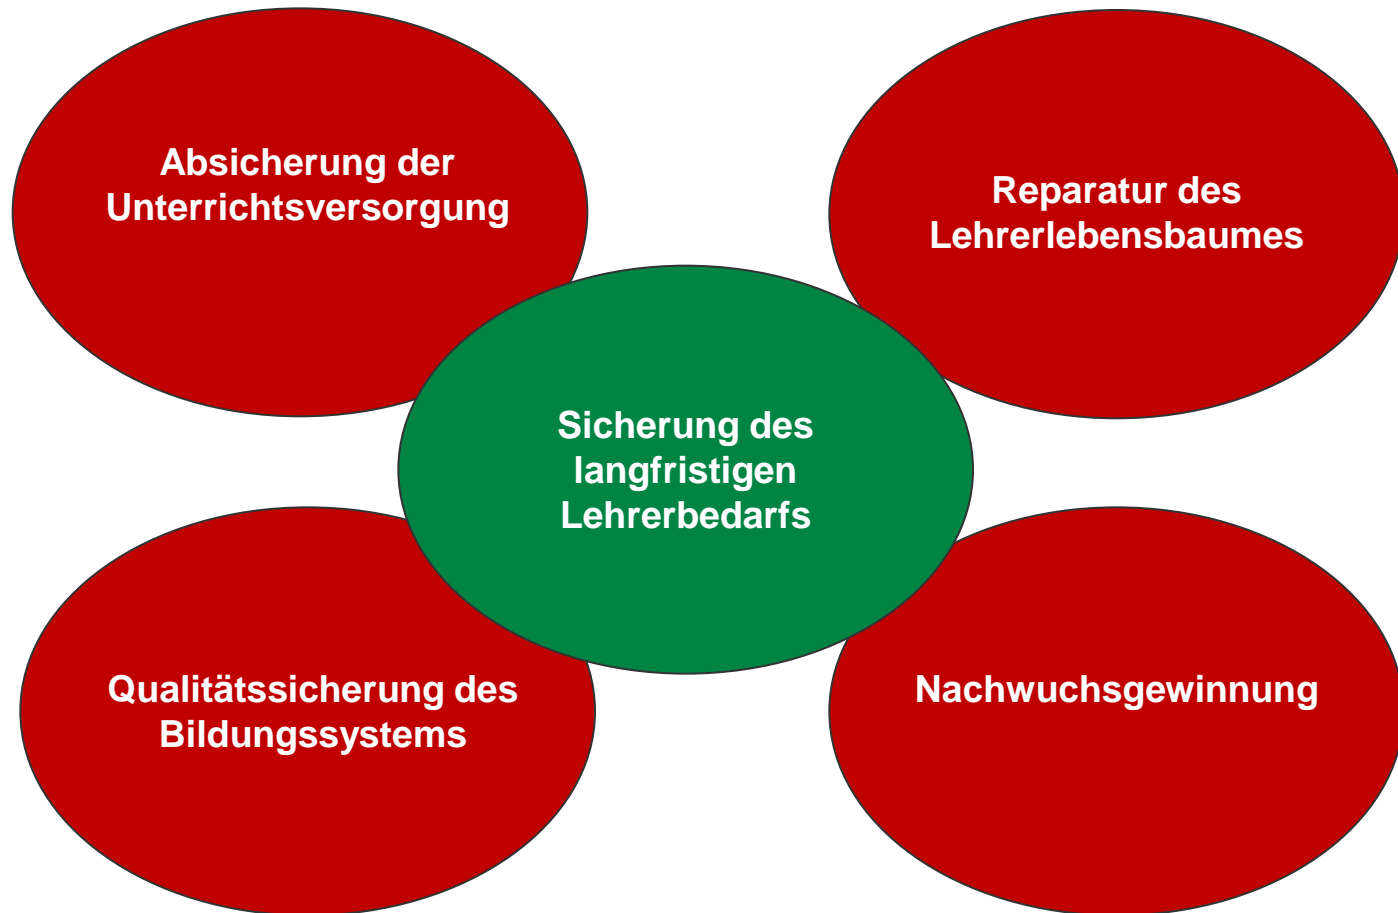 Absicherung der
Unterrichtsversorgung
Reparatur des
Lehrerlebensbaumes
Sicherung des
langfristigen
Lehrerbedarfs
Qualitätssicherung des
Bildungssystems
Nachwuchsgewinnung